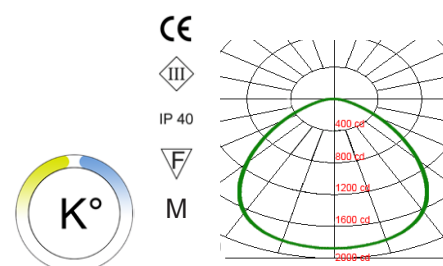 CE
III
IP 40
F
M
K°
400 cd
800 cd
1200 cd
1600 cd
2000 cd